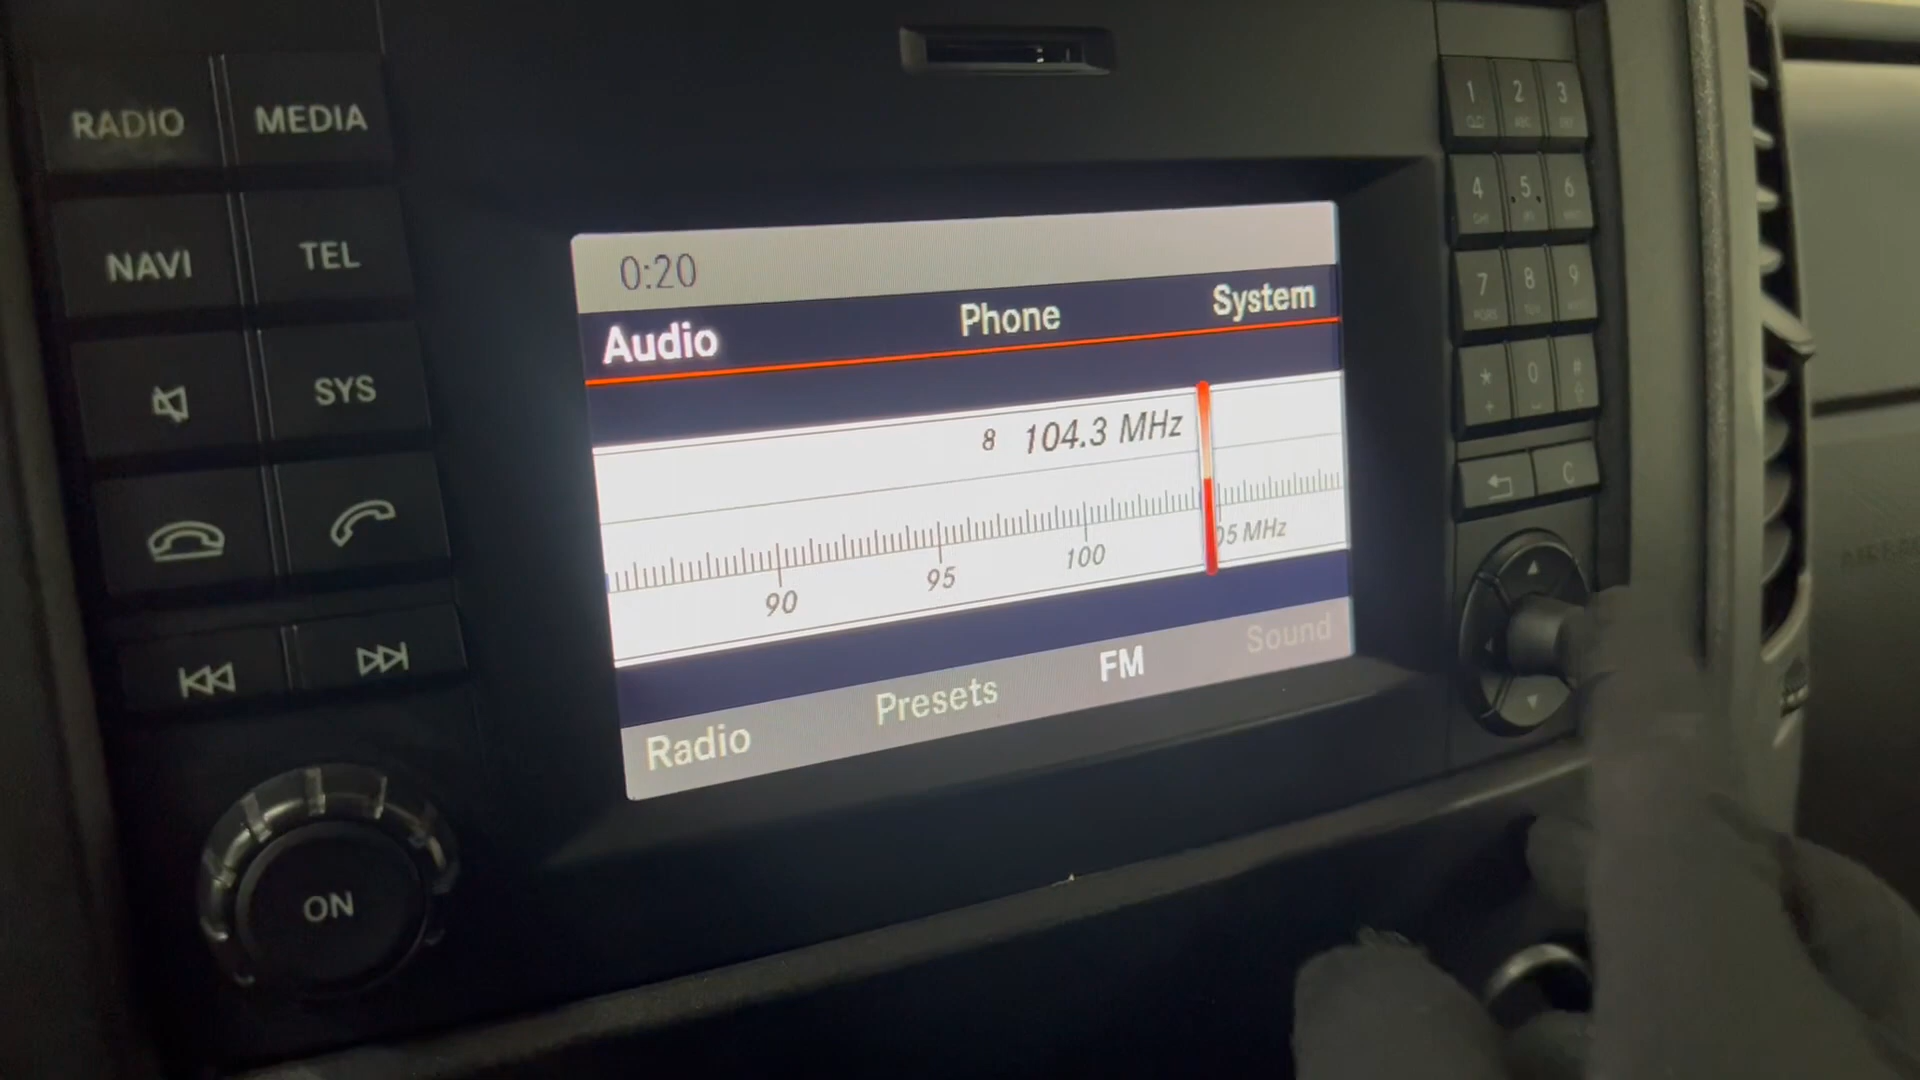 RADIO MEDIA
NAVI TEL
SYS
ON
0:20
Audio Phone System
8 104.3 MHz
90 95 100 05 MHz
Radio Presets FM Sound
1 2 3
4 5 6
7 8 9
* 0 #
+
C